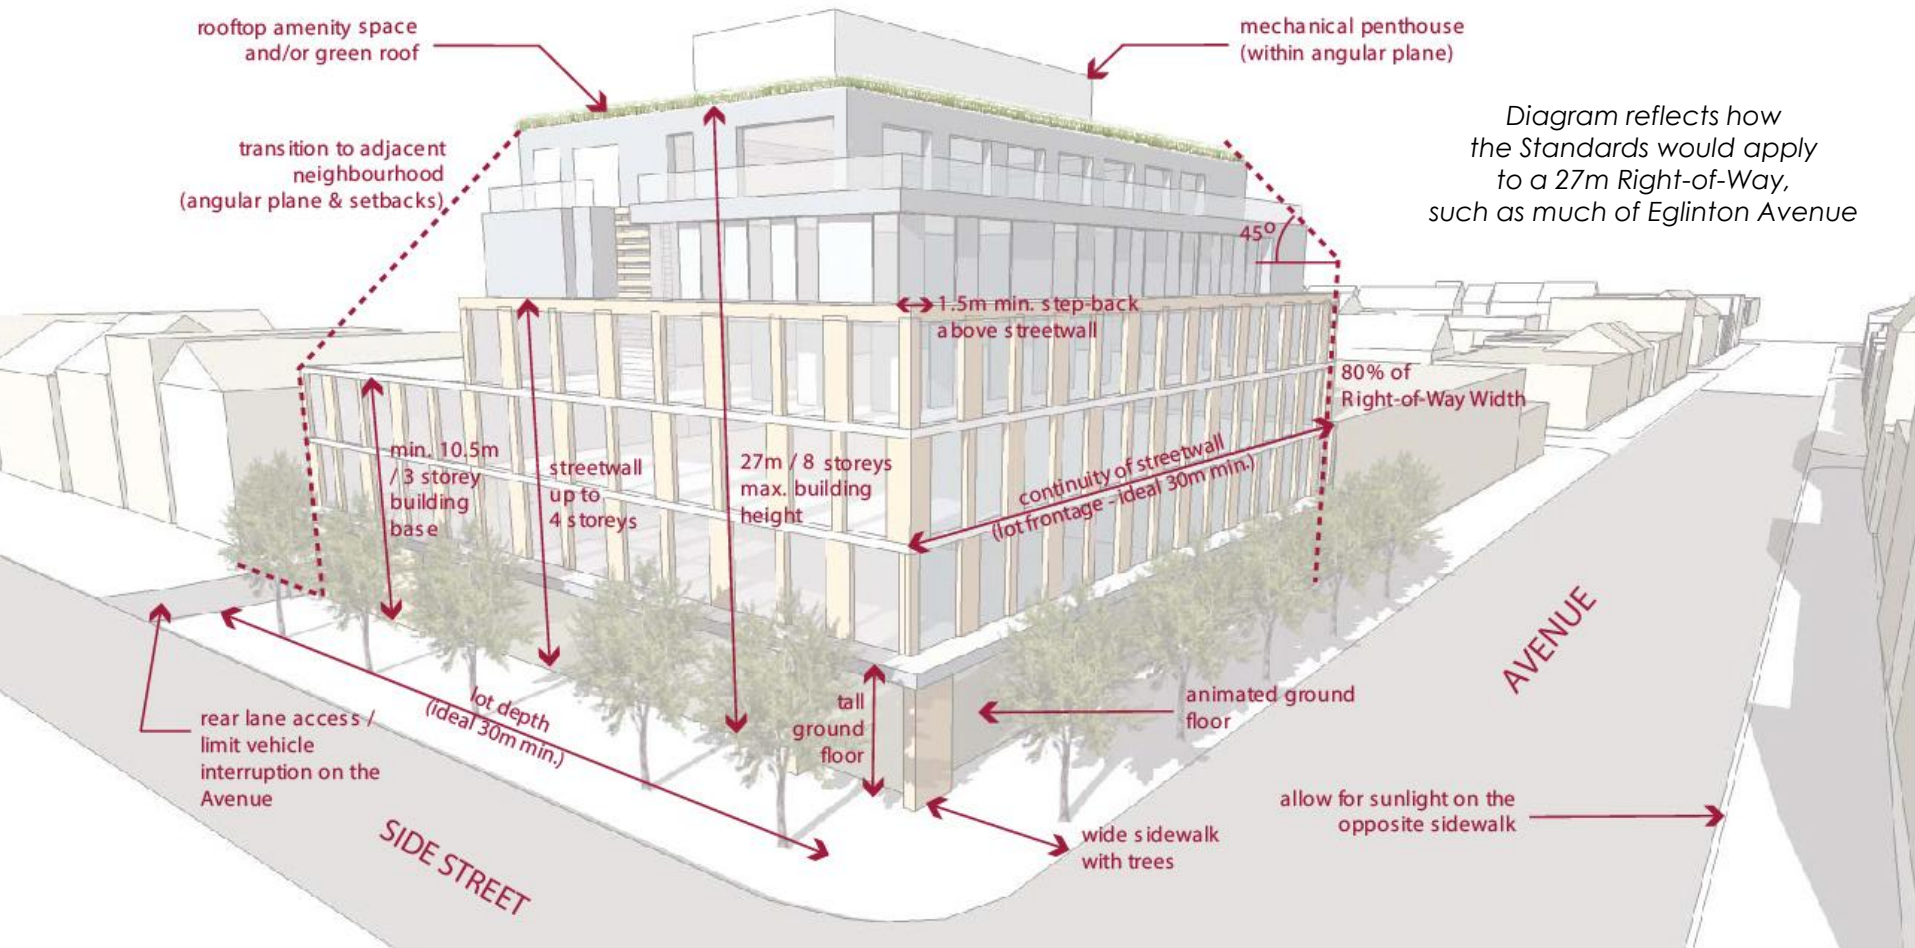 rooftop amenity space
and/or green roof
mechanical penthouse
(within angular plane)
Diagram reflects how
the Standards would apply
to a 27m Right-of-Way,
such as much of Eglinton Avenue
transition to adjacent
neighbourhood
(angular plane & setbacks)
45°
1.5m min. step-back
above streetwall
80% of
Right-of-Way Width
min. 10.5m
/ 3 storey
building
base
streetwall
up to
4 storeys
27m / 8 storeys
max. building
height
continuity of streetwall
(lot frontage - ideal 30m min.)
AVENUE
tall
ground
floor
animated ground
floor
lot depth
(ideal 30m min.)
rear lane access /
limit vehicle
interruption on the
Avenue
SIDE STREET
wide sidewalk
with trees
allow for sunlight on the
opposite sidewalk